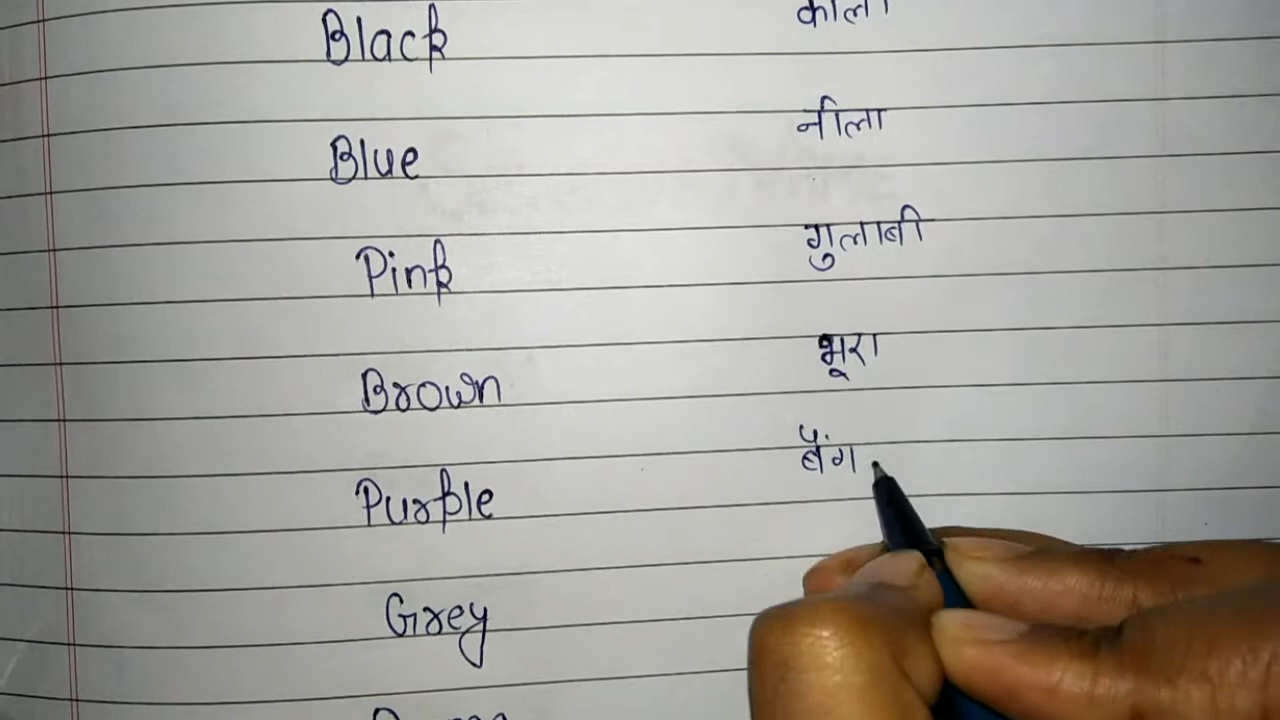 Black काला
Blue नीला
Pink गुलाबी
Brown भूरा
Purple बैंग
Grey